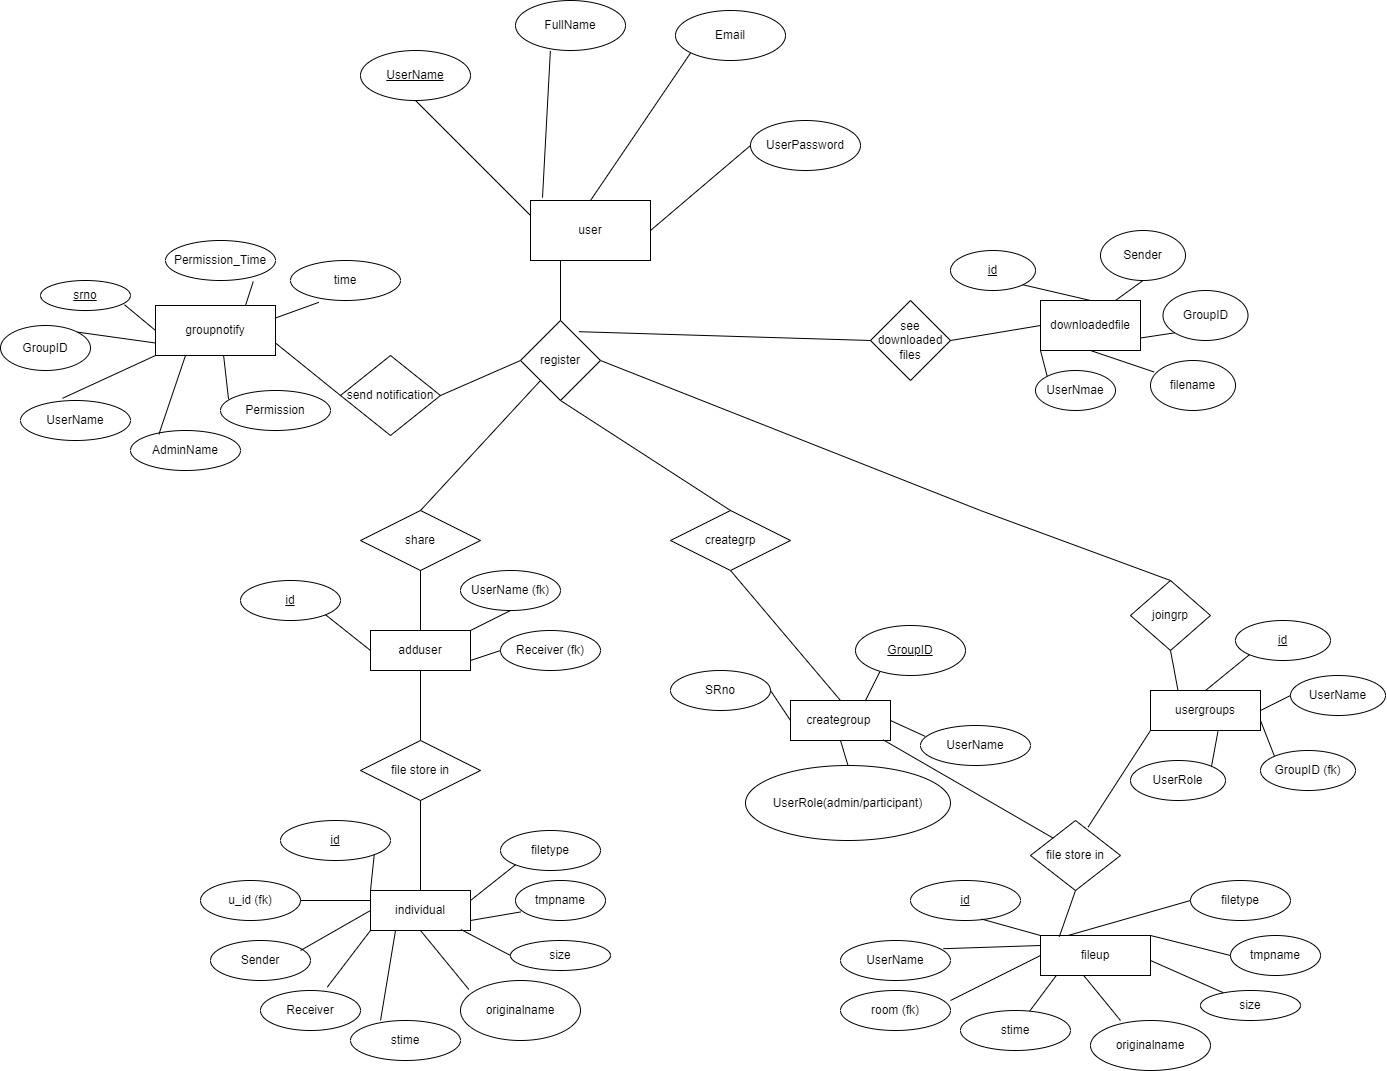 FullName
Email
UserName
UserPassword
user
Permission_Time
time
srno
groupnotify
GroupID
UserName
Permission
AdminName
send notification
register
see
downloaded
files
id
Sender
downloadedfile
GroupID
UserNmae
filename
share
creategrp
joingrp
id
UserName (fk)
adduser
Receiver (fk)
GroupID
SRno
creategroup
UserName
UserRole(admin/participant)
id
usergroups
UserName
UserRole
GroupID (fk)
file store in
file store in
id
filetype
u_id (fk)
individual
tmpname
Sender
size
Receiver
originalname
stime
id
filetype
UserName
fileup
tmpname
room (fk)
size
stime
originalname